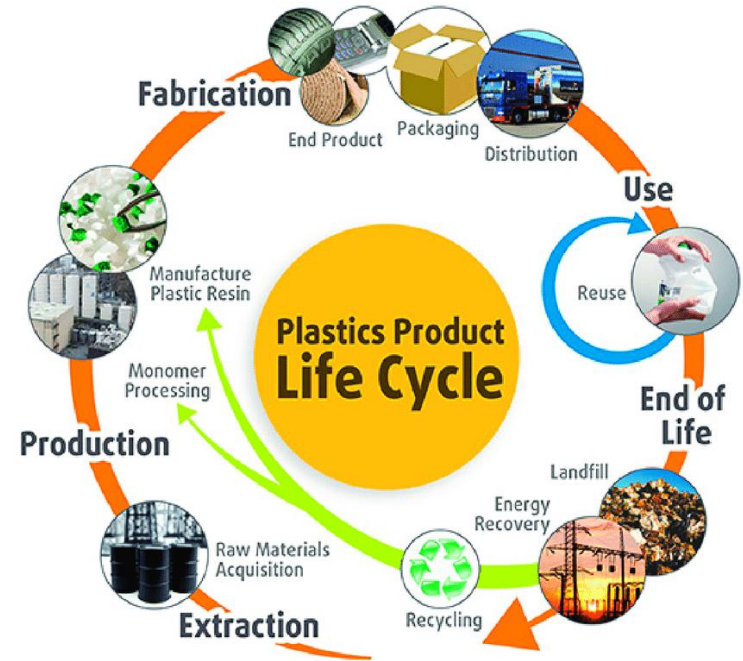 Fabrication
End Product
Packaging
Distribution
Use
Reuse
Manufacture
Plastic Resin
Plastics Product
Life Cycle
Monomer
Processing
End of
Life
Production
Landfill
Energy
Recovery
Raw Materials
Acquisition
Recycling
Extraction